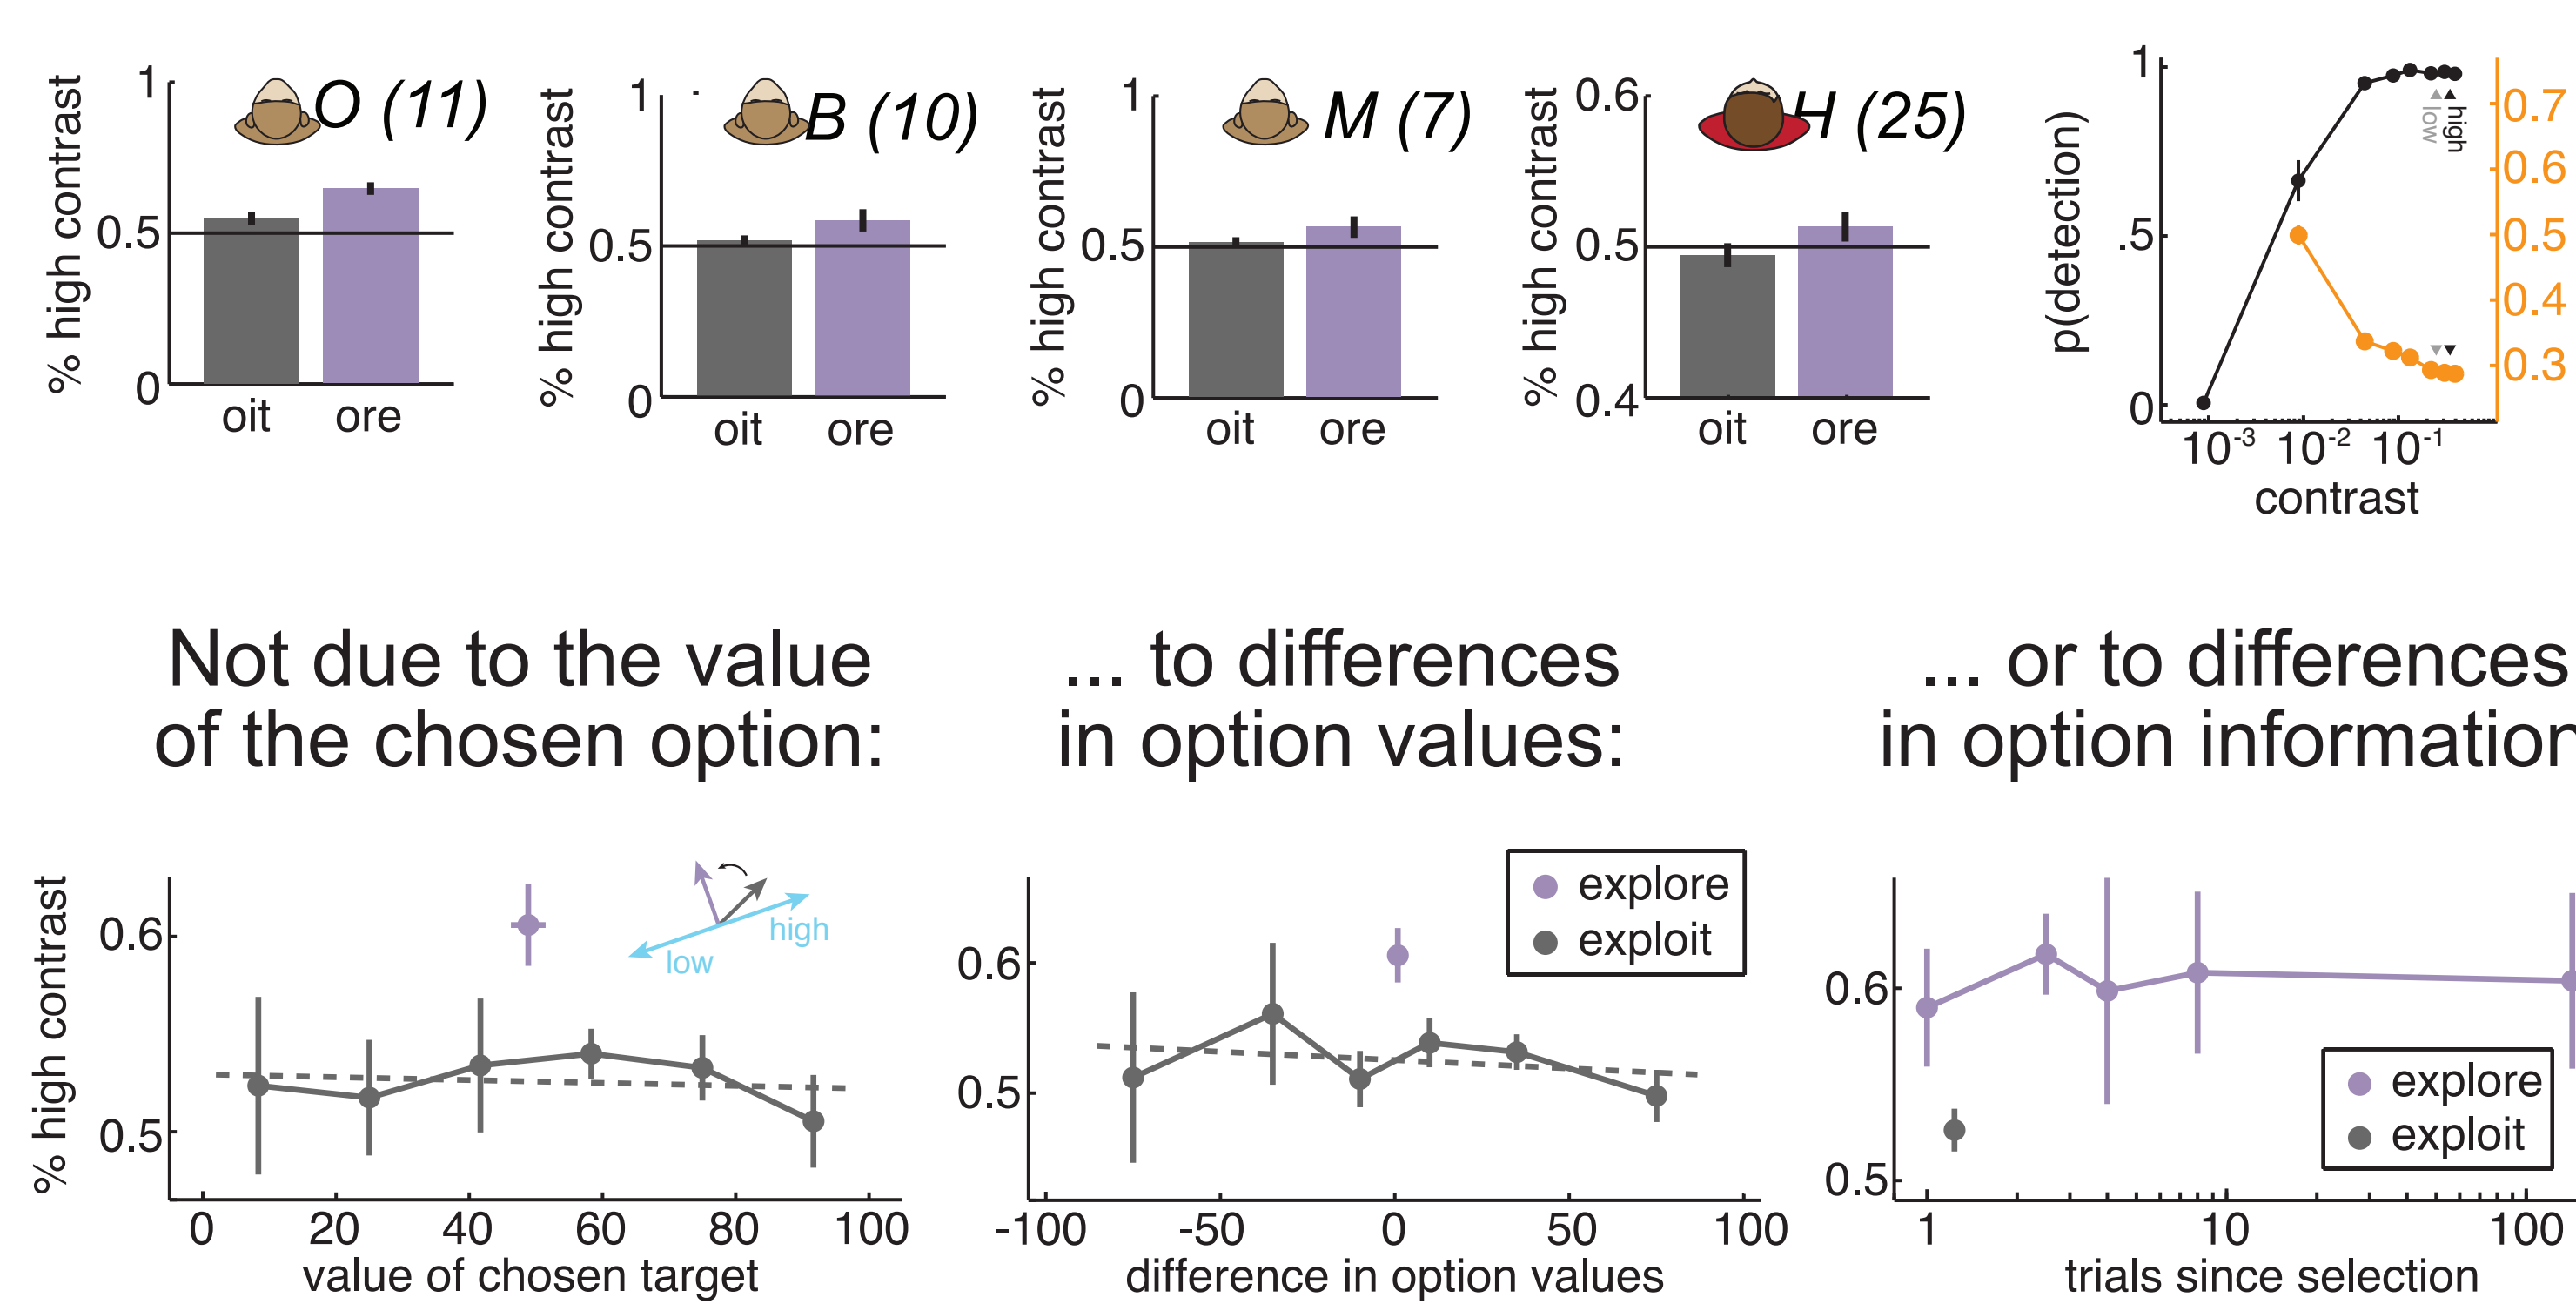 % high contrast
1
0.5
0
O (11)
oit
ore
% high contrast
1
0.5
0
B (10)
oit
ore
% high contrast
1
0.5
0
M (7)
oit
ore
% high contrast
0.6
0.5
0.4
H (25)
oit
ore
p(detection)
1
.5
0
low
high
0.7
0.6
0.5
0.4
0.3
10-3
10-2
10-1
contrast
Not due to the value
of the chosen option:
... to differences
in option values:
... or to differences
in option information
% high contrast
0.6
0.5
high
low
0
20
40
60
80
100
value of chosen target
0.6
0.5
explore
exploit
-100
-50
0
50
100
difference in option values
0.6
0.5
explore
exploit
1
10
100
trials since selection